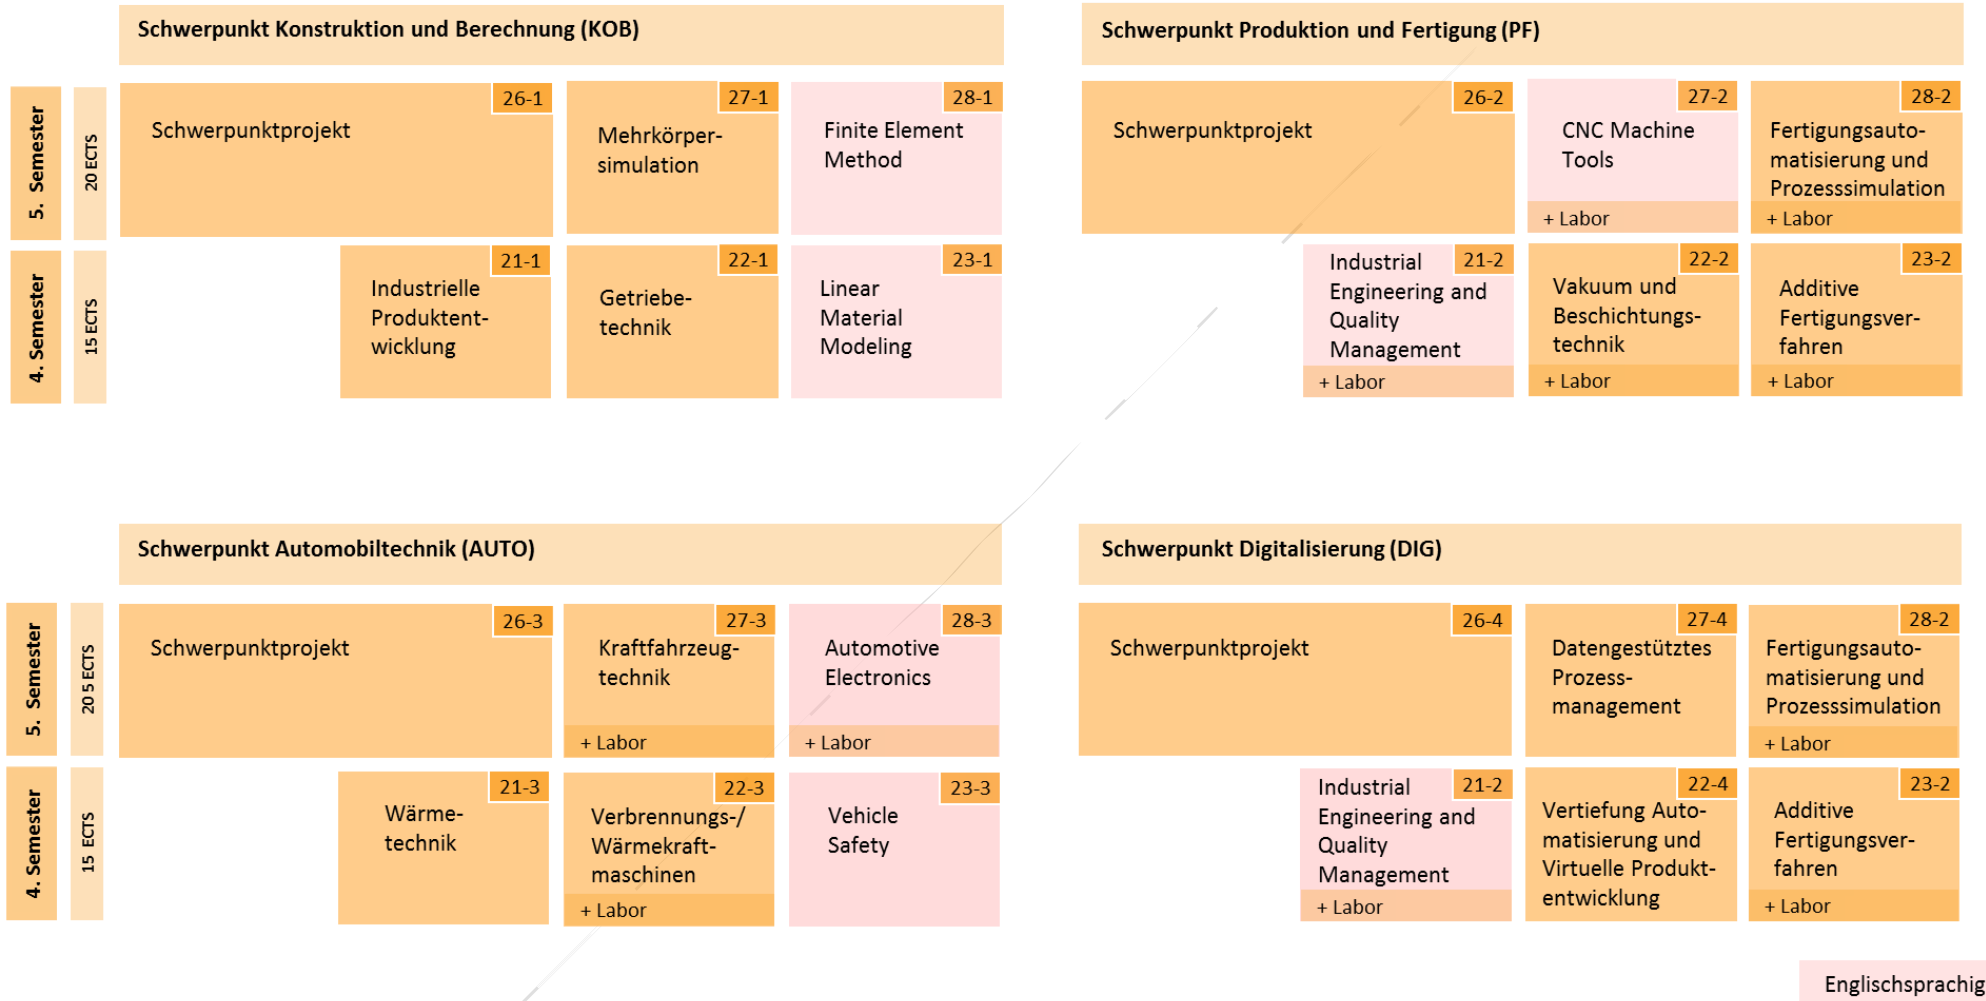 Schwerpunkt Konstruktion und Berechnung (KOB)
5. Semester
20 ECTS
26-1
Schwerpunktprojekt
27-1
Mehrkörper-
simulation
28-1
Finite Element
Method
4. Semester
15 ECTS
21-1
Industrielle
Produktent-
wicklung
22-1
Getriebe-
technik
23-1
Linear
Material
Modeling
Schwerpunkt Produktion und Fertigung (PF)
26-2
Schwerpunktprojekt
27-2
CNC Machine
Tools
+ Labor
28-2
Fertigungsauto-
matisierung und
Prozesssimulation
+ Labor
21-2
Industrial
Engineering and
Quality
Management
+ Labor
22-2
Vakuum und
Beschichtungs-
technik
+ Labor
23-2
Additive
Fertigungsver-
fahren
+ Labor
Schwerpunkt Automobiltechnik (AUTO)
5. Semester
20 5 ECTS
26-3
Schwerpunktprojekt
27-3
Kraftfahrzeug-
technik
+ Labor
28-3
Automotive
Electronics
+ Labor
4. Semester
15 ECTS
21-3
Wärme-
technik
22-3
Verbrennungs-/
Wärmekraft-
maschinen
+ Labor
23-3
Vehicle
Safety
Schwerpunkt Digitalisierung (DIG)
26-4
Schwerpunktprojekt
27-4
Datengestütztes
Prozess-
management
28-2
Fertigungsauto-
matisierung und
Prozesssimulation
+ Labor
21-2
Industrial
Engineering and
Quality
Management
+ Labor
22-4
Vertiefung Auto-
matisierung und
Virtuelle Produkt-
entwicklung
23-2
Additive
Fertigungsver-
fahren
+ Labor
Englischsprachig